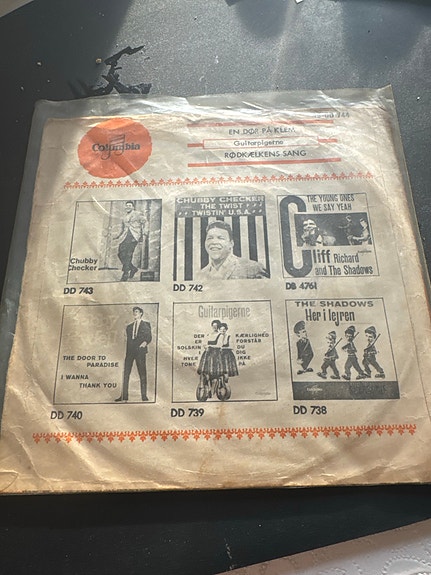 Columbia
EN DØR PÅ KLEM
Guitarpigerne
RØDKÆLKENS SANG
Chubby
Checker
DD 743
CHUBBY CHECKER
THE TWIST
TWISTIN' U.S.A.
DD 742
THE YOUNG ONES
WE SAY YEAH
Cliff Richard
and The Shadows
DB 4761
THE DOOR TO
PARADISE
I WANNA
THANK YOU
DD 740
Guitarpigerne
DER KÆRLIGHED
ER FORSTÅR
SOLSKIN DU
I DIG
HVER IKKE
TONE PÅ
DD 739
THE SHADOWS
Her i lejren
DD 738